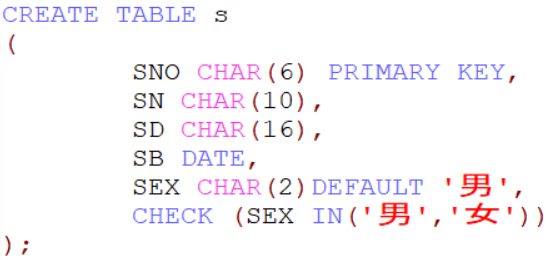 CREATE TABLE s
(
SNO CHAR(6) PRIMARY KEY,
SN CHAR(10),
SD CHAR(16),
SB DATE,
SEX CHAR(2)DEFAULT '男',
CHECK (SEX IN('男','女'))
);